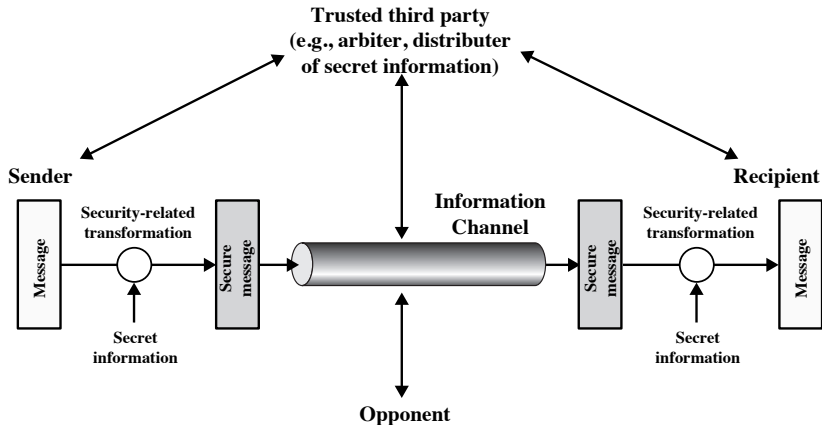 Trusted third party
(e.g., arbiter, distributer
of secret information)
Sender
Recipient
Information
Channel
Security-related
transformation
Security-related
transformation
Message
Secure
message
Secure
message
Message
Secret
information
Secret
information
Opponent